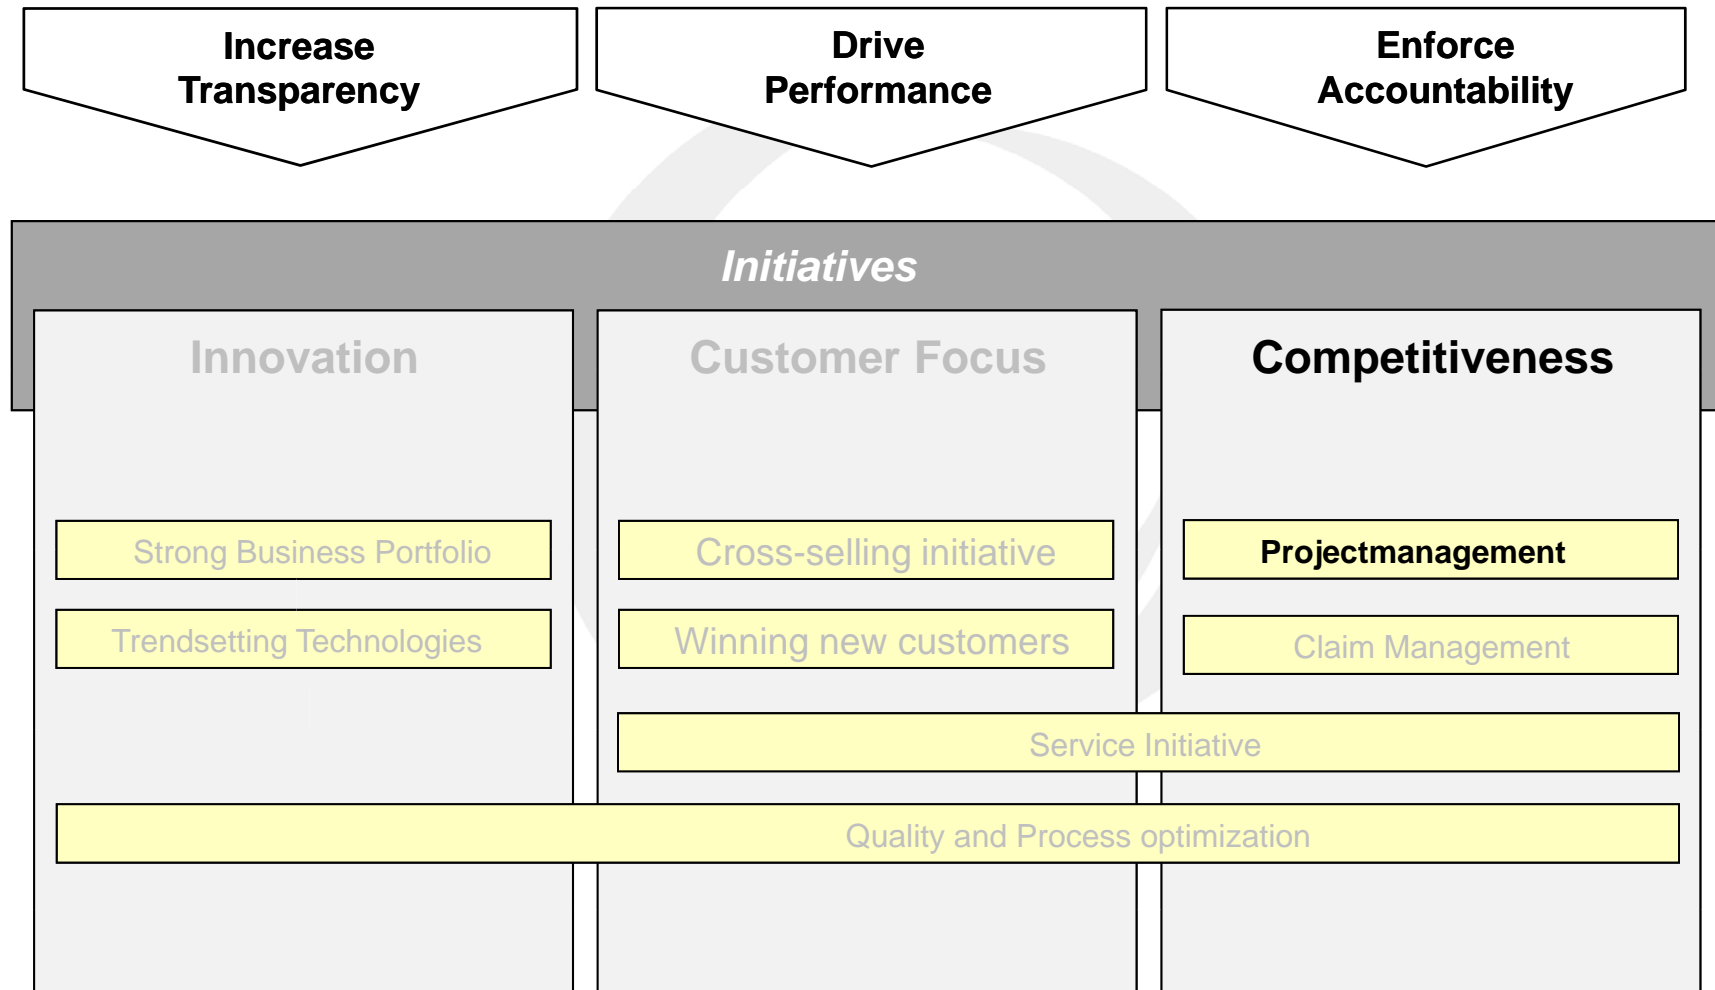 Increase
Transparency
Drive
Performance
Enforce
Accountability
Initiatives
Innovation
Customer Focus
Competitiveness
Strong Business Portfolio
Cross-selling initiative
Projectmanagement
Trendsetting Technologies
Winning new customers
Claim Management
Service Initiative
Quality and Process optimization